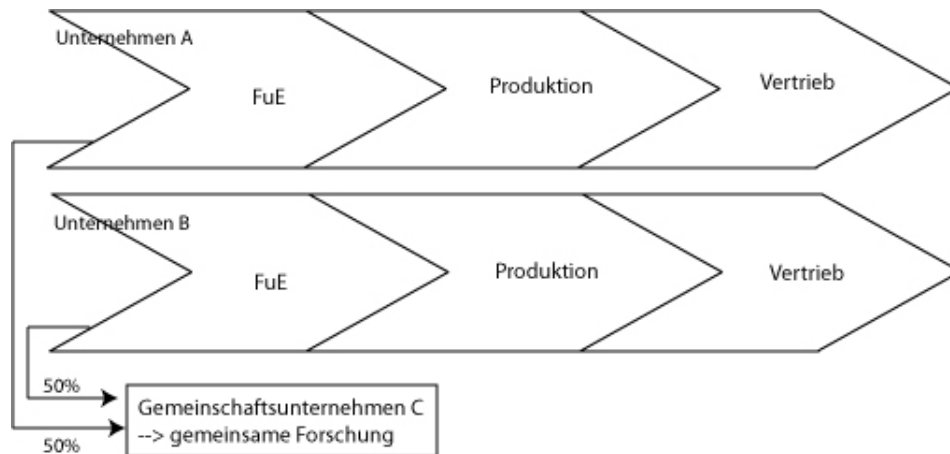 Unternehmen A
FuE
Produktion
Vertrieb
Unternehmen B
FuE
Produktion
Vertrieb
50%
Gemeinschaftsunternehmen C
--> gemeinsame Forschung
50%